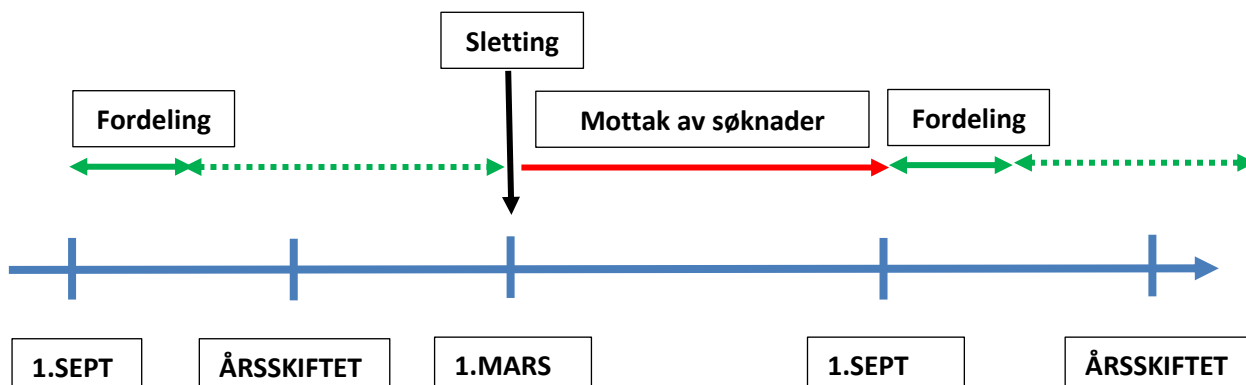 Sletting
Fordeling
Mottak av søknader
Fordeling
1.SEPT
ÅRSSKIFTET
1.MARS
1.SEPT
ÅRSSKIFTET